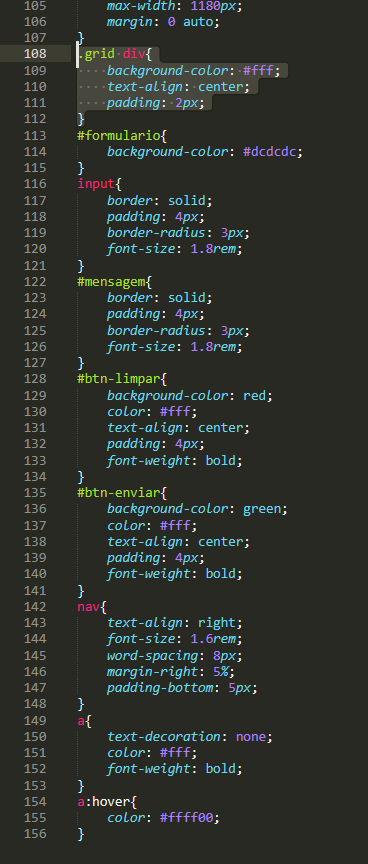 105 max-width: 1180px;
106 margin: 0 auto;
107 }
108 .grid div{
109 background-color: #fff;
110 text-align: center;
111 padding: 2px;
112 }
113 #formulario{
114 background-color: #dcdcdc;
115 }
116 input{
117 border: solid;
118 padding: 4px;
119 border-radius: 3px;
120 font-size: 1.8rem;
121 }
122 #mensagem{
123 border: solid;
124 padding: 4px;
125 border-radius: 3px;
126 font-size: 1.8rem;
127 }
128 #btn-limpar{
129 background-color: red;
130 color: #fff;
131 text-align: center;
132 padding: 4px;
133 font-weight: bold;
134 }
135 #btn-enviar{
136 background-color: green;
137 color: #fff;
138 text-align: center;
139 padding: 4px;
140 font-weight: bold;
141 }
142 nav{
143 text-align: right;
144 font-size: 1.6rem;
145 word-spacing: 8px;
146 margin-right: 5%;
147 padding-bottom: 5px;
148 }
149 a{
150 text-decoration: none;
151 color: #fff;
152 font-weight: bold;
153 }
154 a:hover{
155 color: #ffff00;
156 }